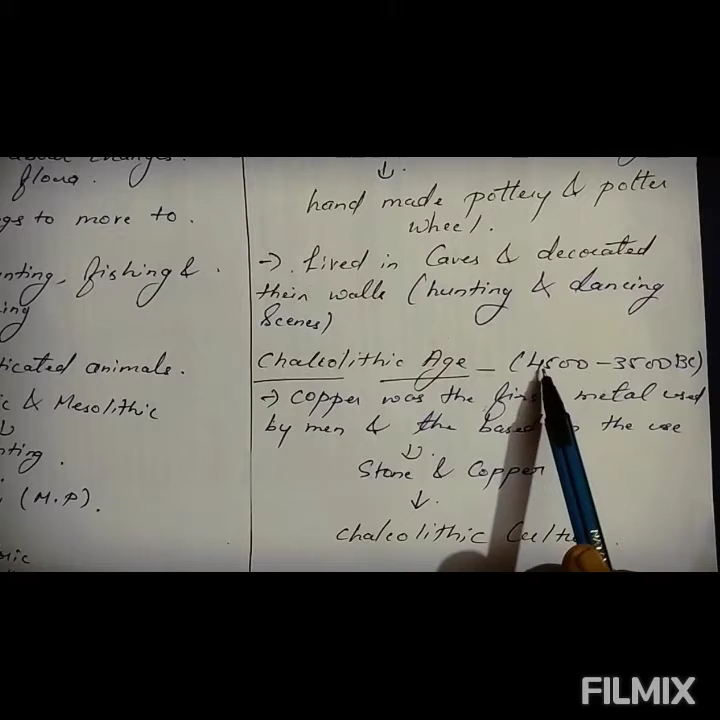 flora.
gs to move to.
nting, fishing &
ing
ticated animals.
ic & Mesolithic
nting.
(M.P).
hand made pottery & potter
wheel.
→ Lived in Caves & decorated
their walls (hunting & dancing
Scenes)
Chalcolithic Age - (4500-3500BC)
→ Copper was the first metal used
by men & the based the use
Stone & Copper
↓
Chalcolithic
FILMIX